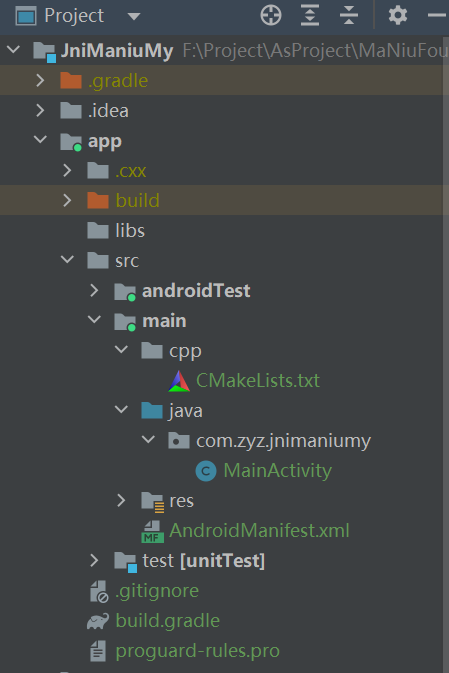 Project
JniManiuMy F:\Project\AsProject\MaNiuFou
.gradle
.idea
app
.cxx
build
libs
src
androidTest
main
cpp
CMakeLists.txt
java
com.zyz.jnimaniumy
C MainActivity
res
MF AndroidManifest.xml
test [unitTest]
.gitignore
build.gradle
proguard-rules.pro